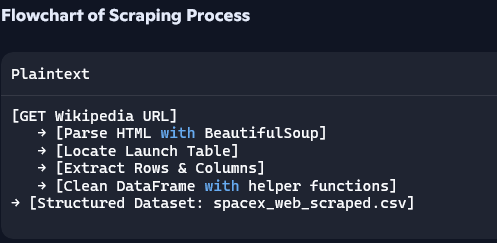 Flowchart of Scraping Process
Plaintext
[GET Wikipedia URL]
→ [Parse HTML with BeautifulSoup]
→ [Locate Launch Table]
→ [Extract Rows & Columns]
→ [Clean DataFrame with helper functions]
→ [Structured Dataset: spacex_web_scraped.csv]